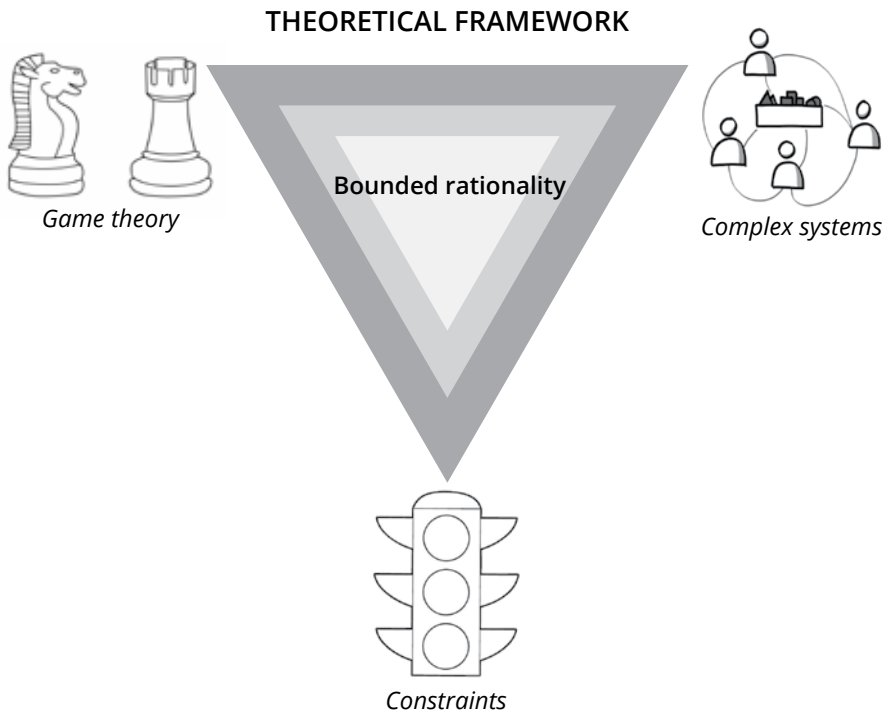 THEORETICAL FRAMEWORK
Bounded rationality
Game theory
Complex systems
Constraints